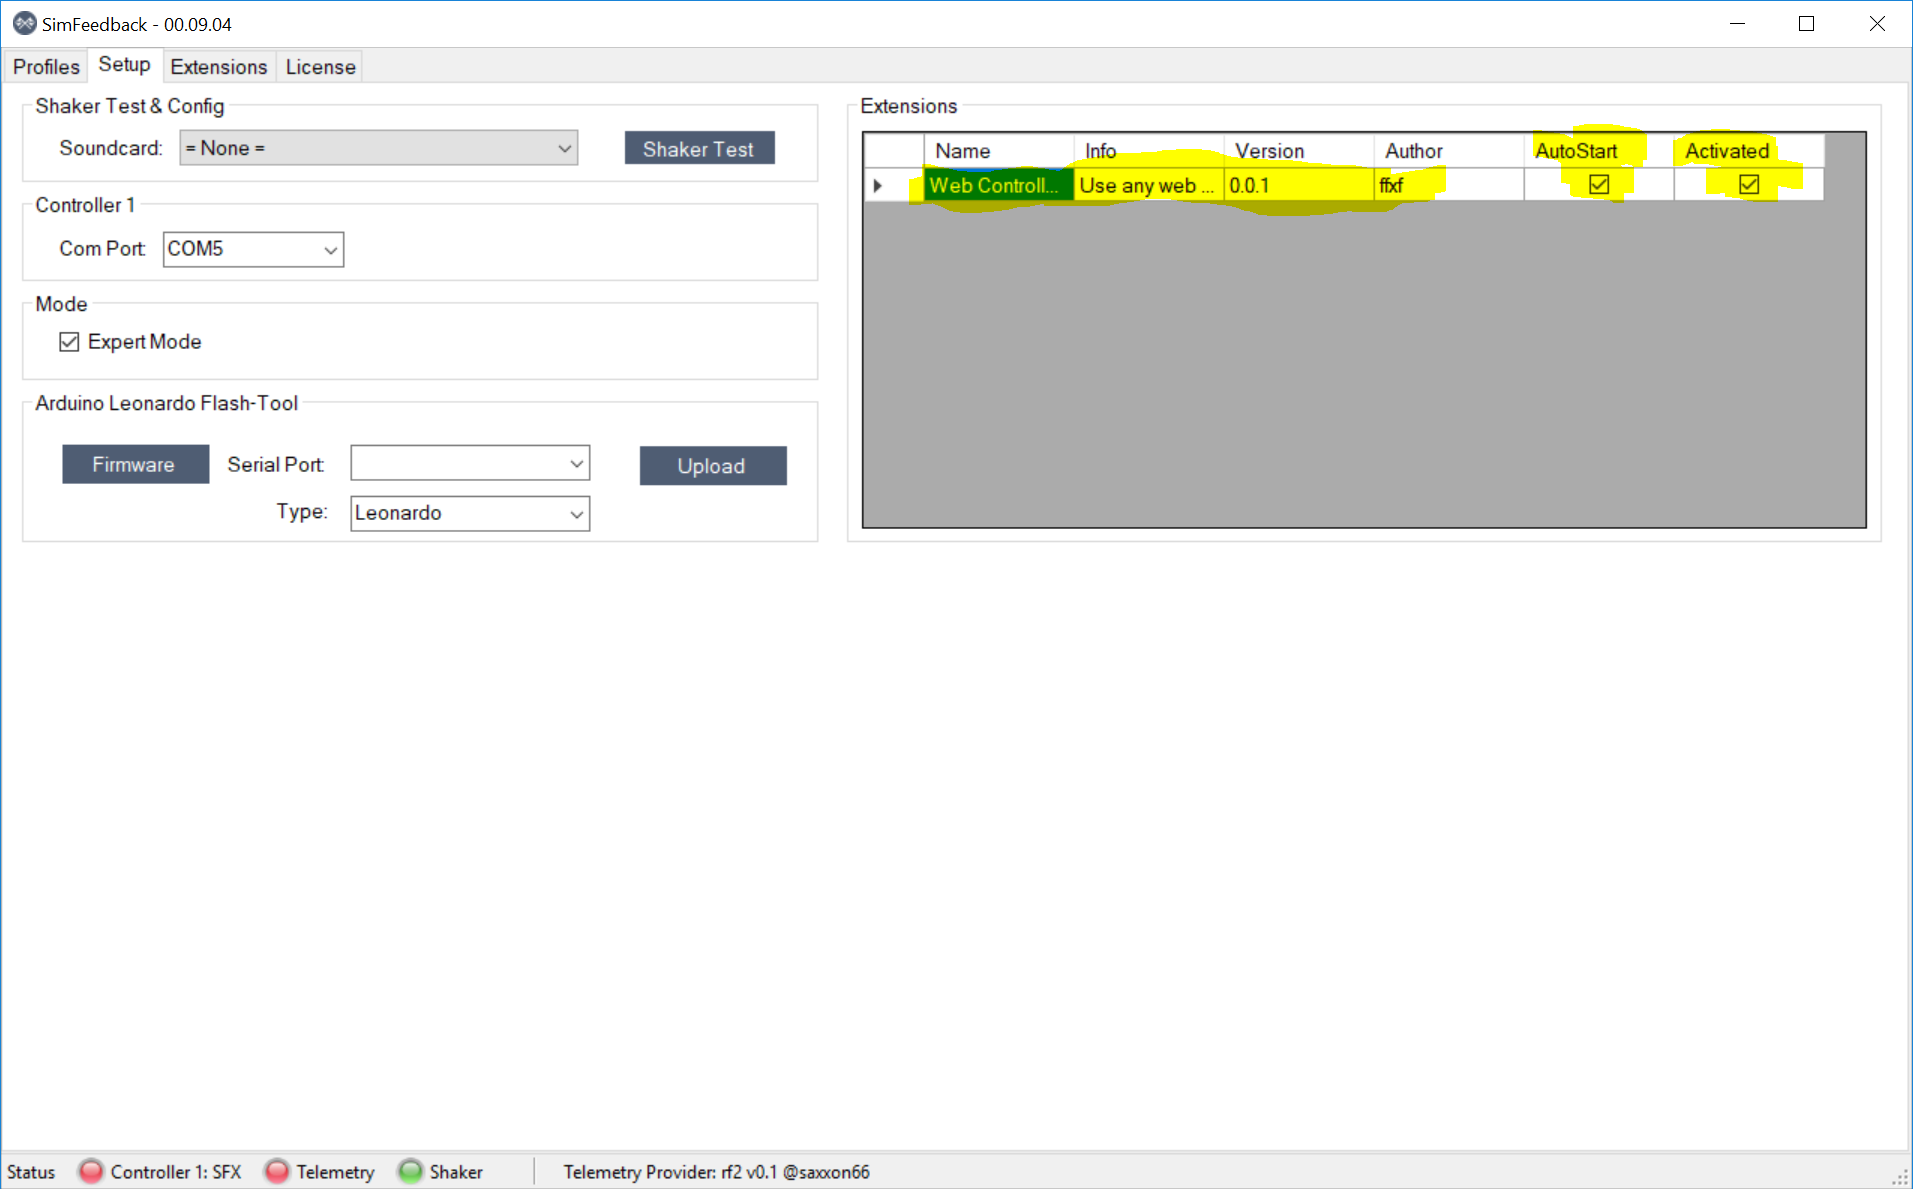 SimFeedback - 00.09.04
Profiles Setup Extensions License
Shaker Test & Config
Soundcard: = None = Shaker Test
Controller 1
Com Port: COM5
Mode
Expert Mode
Arduino Leonardo Flash-Tool
Firmware Serial Port: Upload
Type: Leonardo
Extensions
Name Info Version Author AutoStart Activated
Web Controll... Use any web ... 0.0.1 ffxf
Status Controller 1: SFX Telemetry Shaker Telemetry Provider: rf2 v0.1 @saxxon66